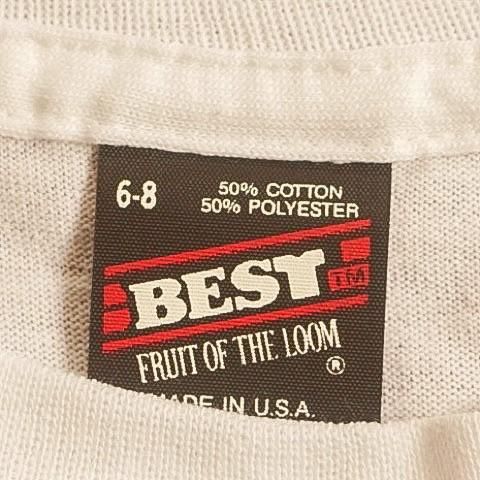 6-8
50% COTTON
50% POLYESTER
BEST TM
FRUIT OF THE LOOM ®
MADE IN U.S.A.